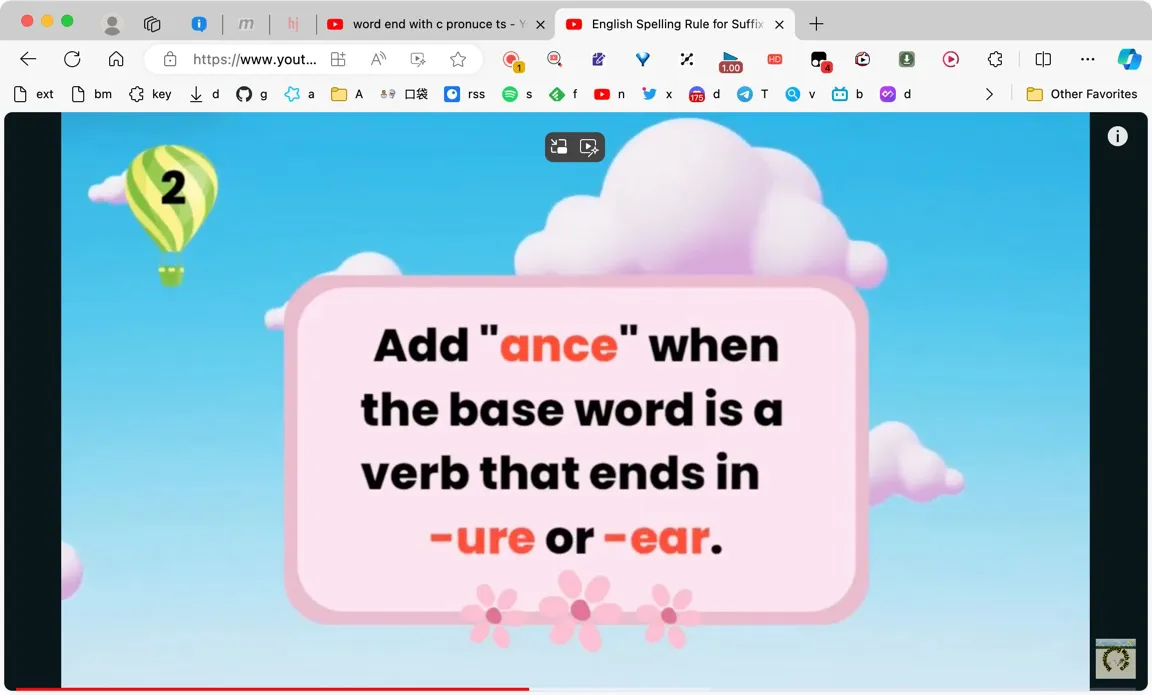 m
hj
word end with c pronuce ts - Y
English Spelling Rule for Suffix
https://www.yout...
1
1.00
HD
4
ext
bm
key
d
g
a
A
口袋
rss
s
f
n
x
175
d
T
v
b
d
Other Favorites
2
Add "ance" when
the base word is a
verb that ends in
-ure or -ear.